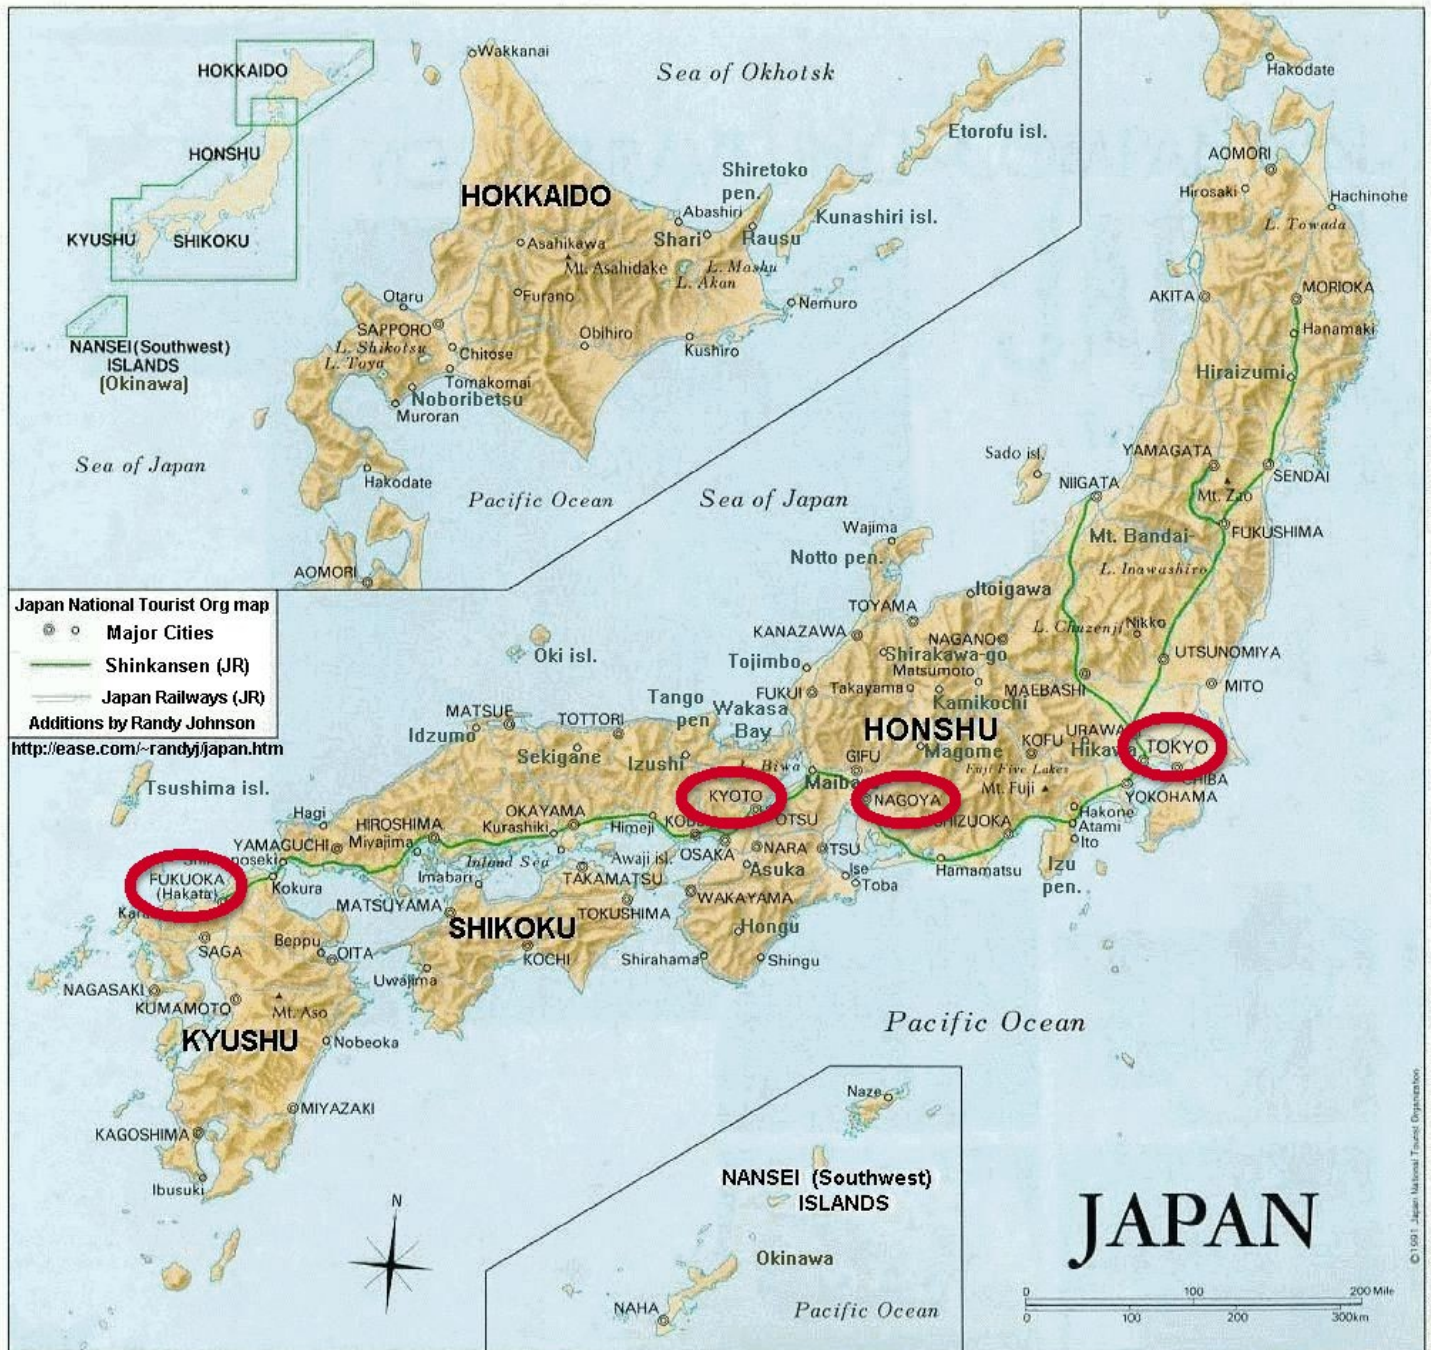 HOKKAIDO
HONSHU
KYUSHU
SHIKOKU
NANSEI(Southwest)
ISLANDS
(Okinawa)
Wakkanai
Sea of Okhotsk
Etorofu isl.
Shiretoko
pen.
Kunashiri isl.
HOKKAIDO
Abashiri
Shari
Rausu
Asahikawa
Mt. Asahidake
L. Mashu
L. Akan
Furano
Nemuro
Otaru
SAPPORO
L. Shikotsu
L. Toya
Chitose
Obihiro
Kushiro
Tomakomai
Noboribetsu
Muroran
Sea of Japan
Hakodate
Pacific Ocean
AOMORI
Hakodate
AOMORI
Hirosaki
Hachinohe
L. Towada
AKITA
MORIOKA
Hanamaki
Hiraizumi
Sado isl.
YAMAGATA
SENDAI
NIIGATA
Mt. Zao
Sea of Japan
Wajima
Notto pen.
Mt. Bandai-
FUKUSHIMA
L. Inawashiro
Itoigawa
Japan National Tourist Org map
Major Cities
Shinkansen (JR)
Japan Railways (JR)
Additions by Randy Johnson
http://ease.com/~randyj/japan.htm
TOYAMA
KANAZAWA
NAGANO
L. Chuzenji
Nikko
Oki isl.
Tojimbo
Shirakawa-go
Matsumoto
UTSUNOMIYA
FUKUI
Takayama
Kamikochi
MAEBASHI
MITO
Tango
pen
Wakasa
Bay
MATSUE
Idzumo
TOTTORI
HONSHU
URAWA
TOKYO
Sekigane
Izushi
L. Biwa
GIFU
Magome
KOFU
Hikawa
Fuji Five Lakes
CHIBA
Tsushima isl.
Maiba
KYOTO
NAGOYA
Mt. Fuji
YOKOHAMA
Hagi
OKAYAMA
Kurashiki
Himeji
KOBE
OTSU
SHIZUOKA
Hakone
Atami
Ito
HIROSHIMA
YAMAGUCHI
Miyajima
Inland Sea
Awaji isl.
OSAKA
NARA
TSU
Izu
pen.
FUKUOKA
(Hakata)
Kokura
Imabari
TAKAMATSU
Asuka
Ise
Toba
Hamamatsu
MATSUYAMA
TOKUSHIMA
WAKAYAMA
SHIKOKU
Hongu
SAGA
Beppu
OITA
KOCHI
Shirahama
Shingu
Uwajima
NAGASAKI
KUMAMOTO
Mt. Aso
KYUSHU
Nobeoka
Pacific Ocean
MIYAZAKI
KAGOSHIMA
Ibusuki
N
Naze
NANSEI (Southwest)
ISLANDS
Okinawa
NAHA
Pacific Ocean
JAPAN
0 100 200 Mile
0 100 200 300km
©1991 Japan National Tourist Organization